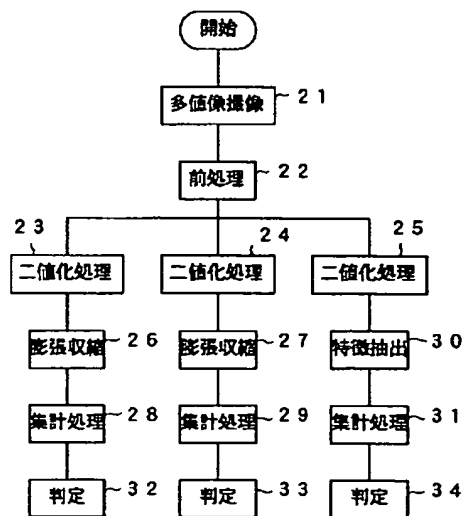 開始
多値像撮像 21
前処理 22
23 24 25
二値化処理 二値化処理 二値化処理
膨張収縮 26 膨張収縮 27 特徴抽出 30
集計処理 28 集計処理 29 集計処理 31
判定 32 判定 33 判定 34